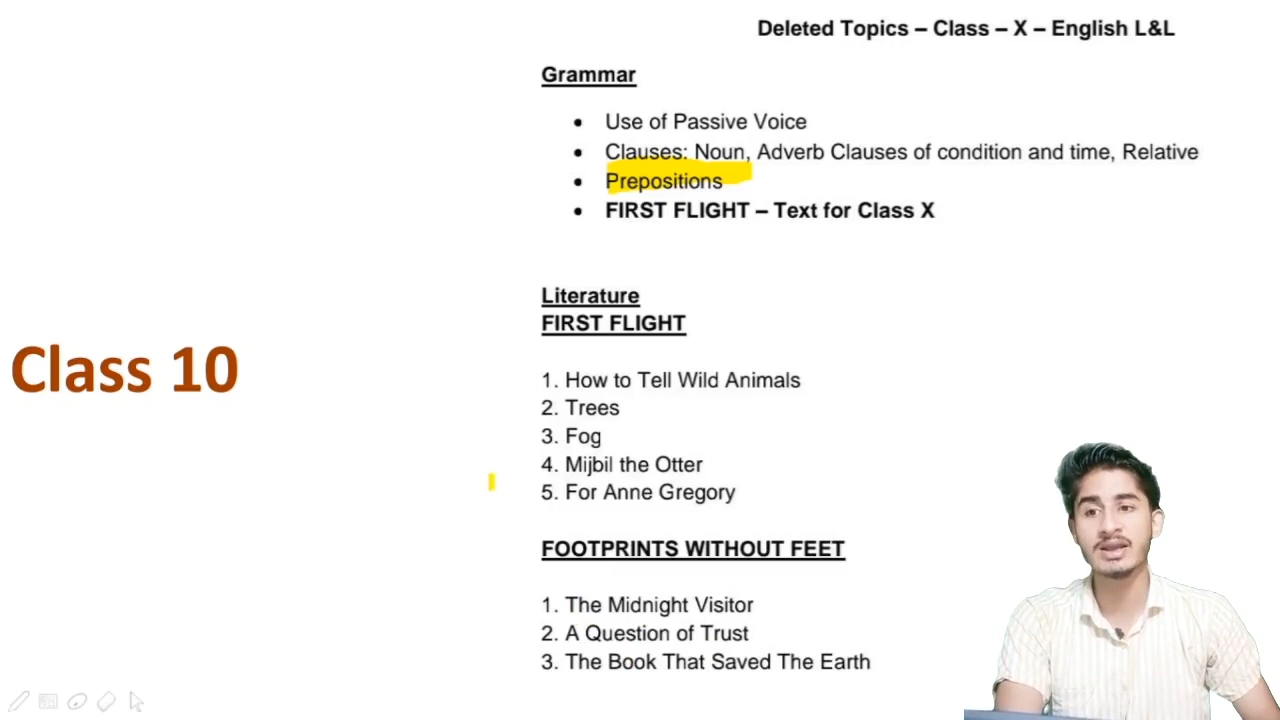 Deleted Topics – Class – X – English L&L
Grammar
• Use of Passive Voice
• Clauses: Noun, Adverb Clauses of condition and time, Relative
• Prepositions
• FIRST FLIGHT – Text for Class X
Literature
FIRST FLIGHT
Class 10
1. How to Tell Wild Animals
2. Trees
3. Fog
4. Mijbil the Otter
5. For Anne Gregory
FOOTPRINTS WITHOUT FEET
1. The Midnight Visitor
2. A Question of Trust
3. The Book That Saved The Earth